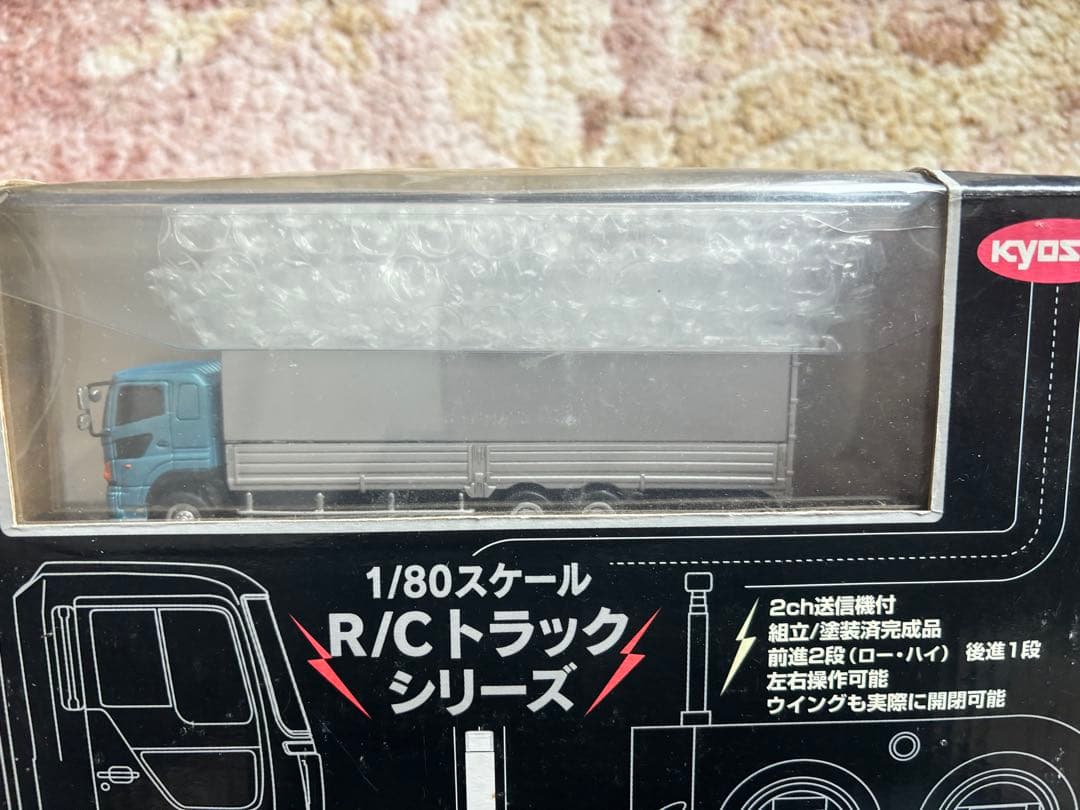 KYOS
1/80スケール
R/Cトラック
シリーズ
2ch送信機付
組立/塗装済完成品
前進2段（ロー・ハイ） 後進1段
左右操作可能
ウイングも実際に開閉可能